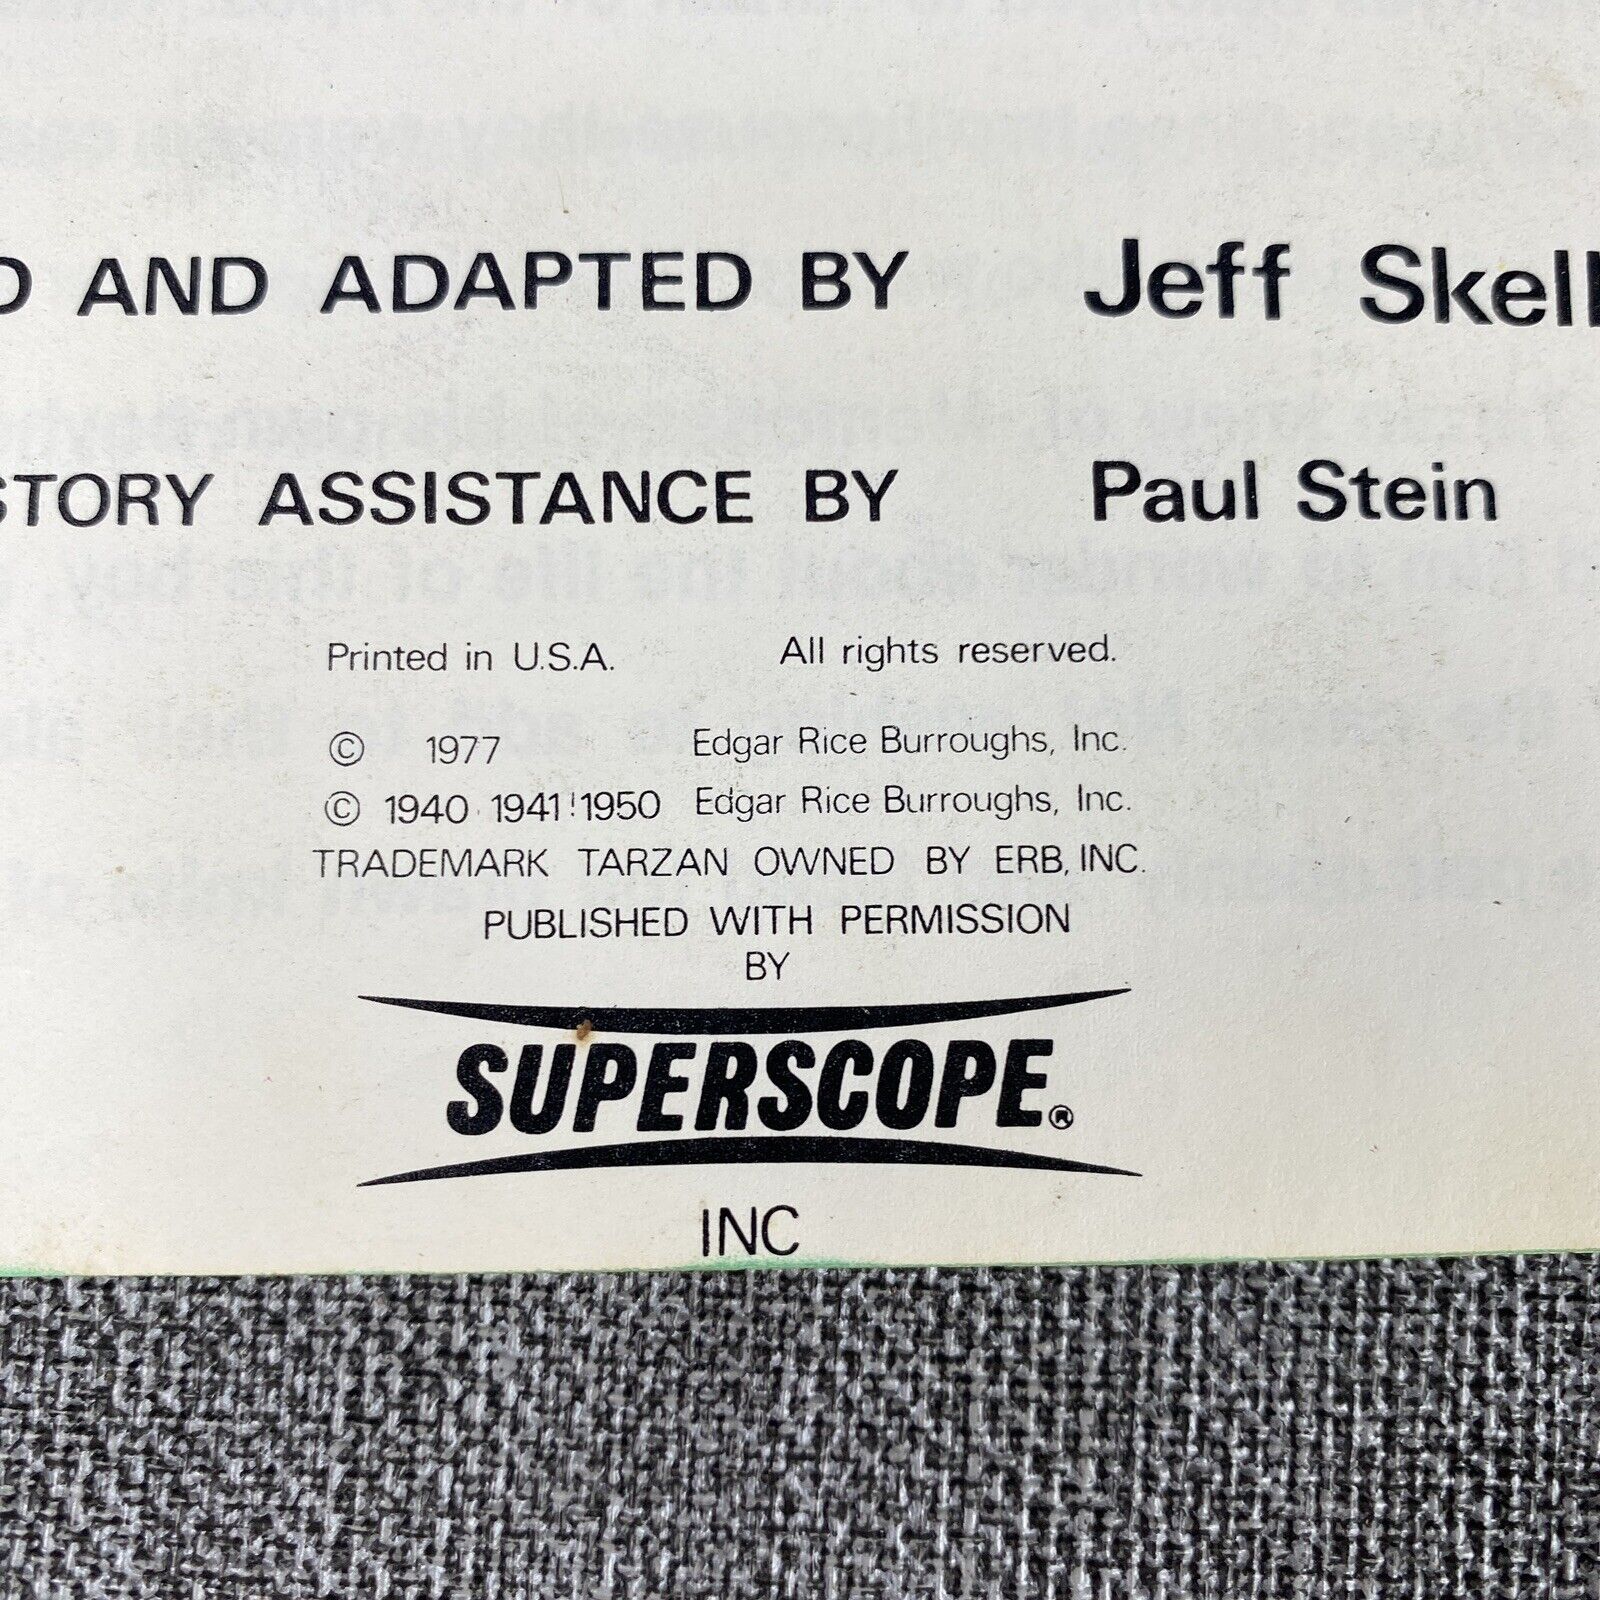 D AND ADAPTED BY Jeff Skell
STORY ASSISTANCE BY Paul Stein
Printed in U.S.A. All rights reserved.
© 1977 Edgar Rice Burroughs, Inc.
© 1940 1941 1950 Edgar Rice Burroughs, Inc.
TRADEMARK TARZAN OWNED BY ERB, INC.
PUBLISHED WITH PERMISSION
BY
SUPERSCOPE®
INC